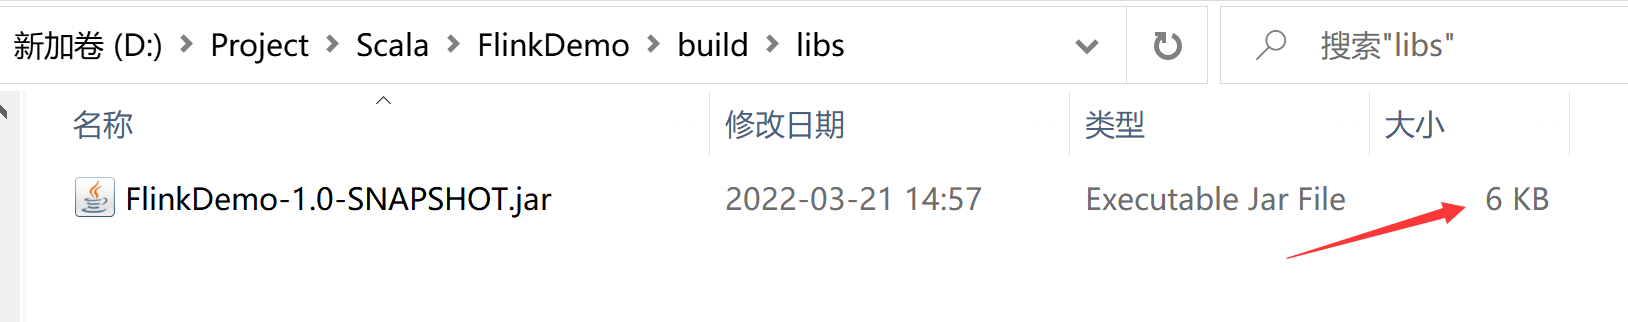 新加卷 (D:) > Project > Scala > FlinkDemo > build > libs 搜索"libs"
名称 修改日期 类型 大小
FlinkDemo-1.0-SNAPSHOT.jar 2022-03-21 14:57 Executable Jar File 6 KB